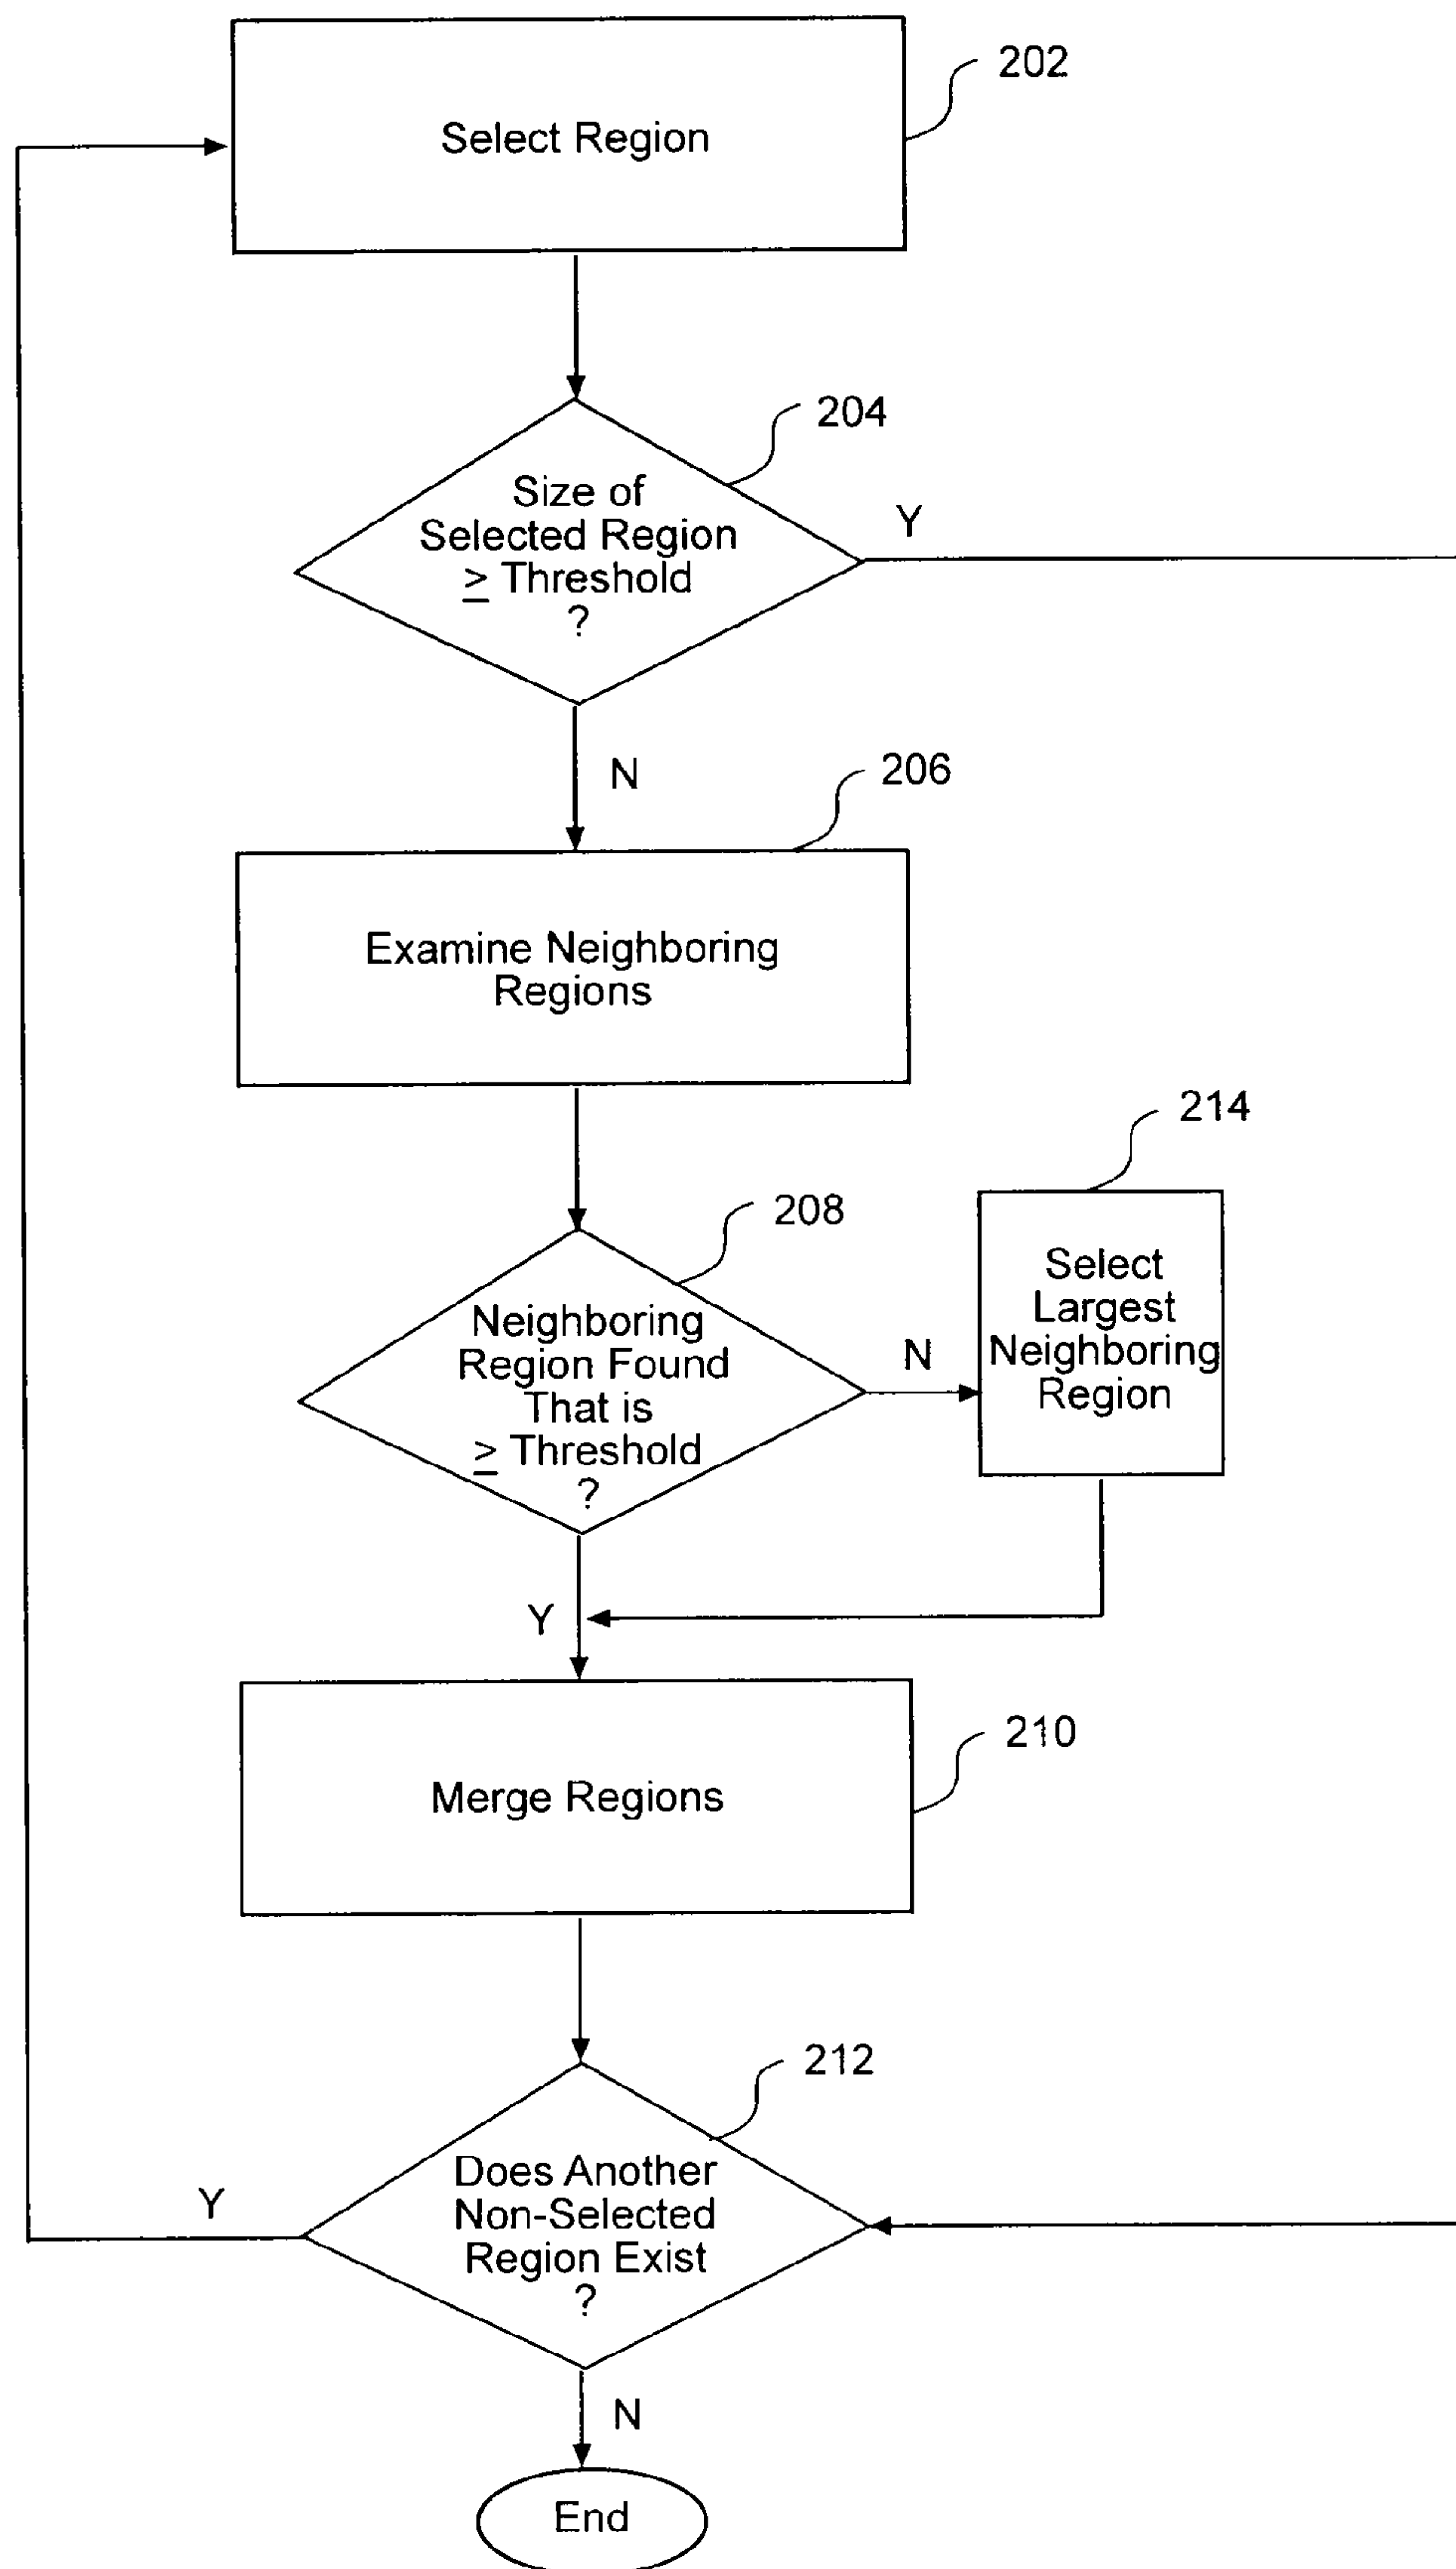 202
Select Region
204
Size of
Selected Region
≥ Threshold
?
Y
N
206
Examine Neighboring
Regions
214
208
Select
Largest
Neighboring
Region
Neighboring
Region Found
That is
≥ Threshold
?
N
Y
210
Merge Regions
212
Does Another
Non-Selected
Region Exist
?
Y
N
End